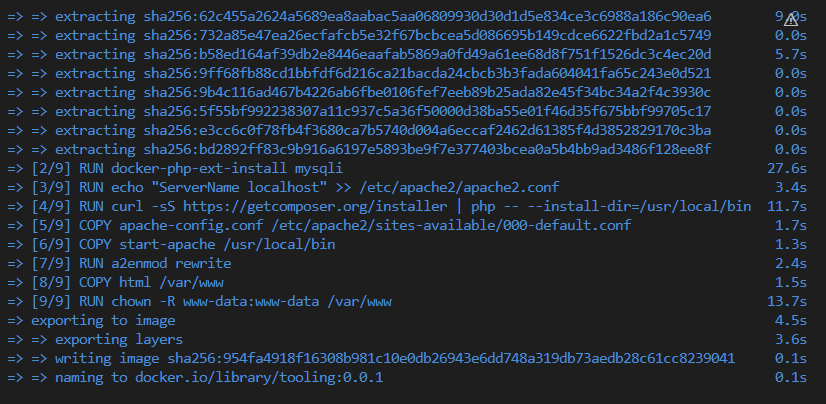 => => extracting sha256:62c455a2624a5689ea8aabac5aa06809930d30d1d5e834ce3c6988a186c90ea6 9.0s
=> => extracting sha256:732a85e47ea26ecfafcb5e32f67bcbcea5d086695b149cdce6622fbd2a1c5749 0.0s
=> => extracting sha256:b58ed164af39db2e8446eaafab5869a0fd49a61ee68d8f751f1526dc3c4ec20d 5.7s
=> => extracting sha256:9ff68fb88cd1bbfdf6d216ca21bacda24cbcb3b3fada604041fa65c243e0d521 0.0s
=> => extracting sha256:9b4c116ad467b4226ab6fbe0106fef7eeb89b25ada82e45f34bc34a2f4c3930c 0.0s
=> => extracting sha256:5f55bf992238307a11c937c5a36f50000d38ba55e01f46d35f675bbf99705c17 0.0s
=> => extracting sha256:e3cc6c0f78fb4f3680ca7b5740d004a6eccaf2462d61385f4d3852829170c3ba 0.0s
=> => extracting sha256:bd2892ff83c9b916a6197e5893be9f7e377403bcea0a5b4bb9ad3486f128ee8f 0.0s
=> [2/9] RUN docker-php-ext-install mysqli 27.6s
=> [3/9] RUN echo "ServerName localhost" >> /etc/apache2/apache2.conf 3.4s
=> [4/9] RUN curl -sS https://getcomposer.org/installer | php -- --install-dir=/usr/local/bin 11.7s
=> [5/9] COPY apache-config.conf /etc/apache2/sites-available/000-default.conf 1.7s
=> [6/9] COPY start-apache /usr/local/bin 1.3s
=> [7/9] RUN a2enmod rewrite 2.4s
=> [8/9] COPY html /var/www 1.5s
=> [9/9] RUN chown -R www-data:www-data /var/www 13.7s
=> exporting to image 4.5s
=> => exporting layers 3.6s
=> => writing image sha256:954fa4918f16308b981c10e0db26943e6dd748a319db73aedb28c61cc8239041 0.1s
=> => naming to docker.io/library/tooling:0.0.1 0.1s